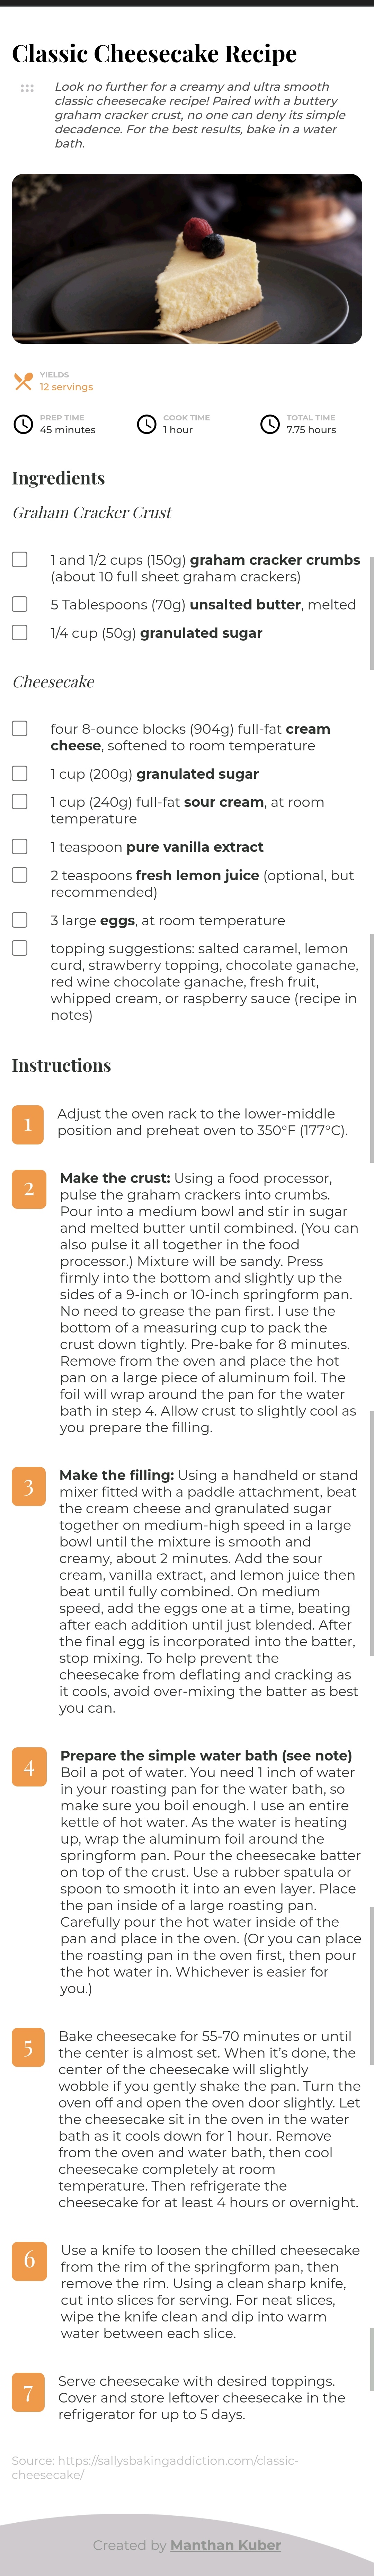 Classic Cheesecake Recipe
Look no further for a creamy and ultra smooth
classic cheesecake recipe! Paired with a buttery
graham cracker crust, no one can deny its simple
decadence. For the best results, bake in a water
bath.
YIELDS
12 servings
PREP TIME
45 minutes
COOK TIME
1 hour
TOTAL TIME
7.75 hours
Ingredients
Graham Cracker Crust
1 and 1/2 cups (150g) graham cracker crumbs
(about 10 full sheet graham crackers)
5 Tablespoons (70g) unsalted butter, melted
1/4 cup (50g) granulated sugar
Cheesecake
four 8-ounce blocks (904g) full-fat cream
cheese, softened to room temperature
1 cup (200g) granulated sugar
1 cup (240g) full-fat sour cream, at room
temperature
1 teaspoon pure vanilla extract
2 teaspoons fresh lemon juice (optional, but
recommended)
3 large eggs, at room temperature
topping suggestions: salted caramel, lemon
curd, strawberry topping, chocolate ganache,
red wine chocolate ganache, fresh fruit,
whipped cream, or raspberry sauce (recipe in
notes)
Instructions
1
Adjust the oven rack to the lower-middle
position and preheat oven to 350°F (177°C).
2
Make the crust: Using a food processor,
pulse the graham crackers into crumbs.
Pour into a medium bowl and stir in sugar
and melted butter until combined. (You can
also pulse it all together in the food
processor.) Mixture will be sandy. Press
firmly into the bottom and slightly up the
sides of a 9-inch or 10-inch springform pan.
No need to grease the pan first. I use the
bottom of a measuring cup to pack the
crust down tightly. Pre-bake for 8 minutes.
Remove from the oven and place the hot
pan on a large piece of aluminum foil. The
foil will wrap around the pan for the water
bath in step 4. Allow crust to slightly cool as
you prepare the filling.
3
Make the filling: Using a handheld or stand
mixer fitted with a paddle attachment, beat
the cream cheese and granulated sugar
together on medium-high speed in a large
bowl until the mixture is smooth and
creamy, about 2 minutes. Add the sour
cream, vanilla extract, and lemon juice then
beat until fully combined. On medium
speed, add the eggs one at a time, beating
after each addition until just blended. After
the final egg is incorporated into the batter,
stop mixing. To help prevent the
cheesecake from deflating and cracking as
it cools, avoid over-mixing the batter as best
you can.
4
Prepare the simple water bath (see note)
Boil a pot of water. You need 1 inch of water
in your roasting pan for the water bath, so
make sure you boil enough. I use an entire
kettle of hot water. As the water is heating
up, wrap the aluminum foil around the
springform pan. Pour the cheesecake batter
on top of the crust. Use a rubber spatula or
spoon to smooth it into an even layer. Place
the pan inside of a large roasting pan.
Carefully pour the hot water inside of the
pan and place in the oven. (Or you can place
the roasting pan in the oven first, then pour
the hot water in. Whichever is easier for
you.)
5
Bake cheesecake for 55-70 minutes or until
the center is almost set. When it's done, the
center of the cheesecake will slightly
wobble if you gently shake the pan. Turn the
oven off and open the oven door slightly. Let
the cheesecake sit in the oven in the water
bath as it cools down for 1 hour. Remove
from the oven and water bath, then cool
cheesecake completely at room
temperature. Then refrigerate the
cheesecake for at least 4 hours or overnight.
6
Use a knife to loosen the chilled cheesecake
from the rim of the springform pan, then
remove the rim. Using a clean sharp knife,
cut into slices for serving. For neat slices,
wipe the knife clean and dip into warm
water between each slice.
7
Serve cheesecake with desired toppings.
Cover and store leftover cheesecake in the
refrigerator for up to 5 days.
Source: https://sallysbakingaddiction.com/classic-
cheesecake/
Created by Manthan Kuber